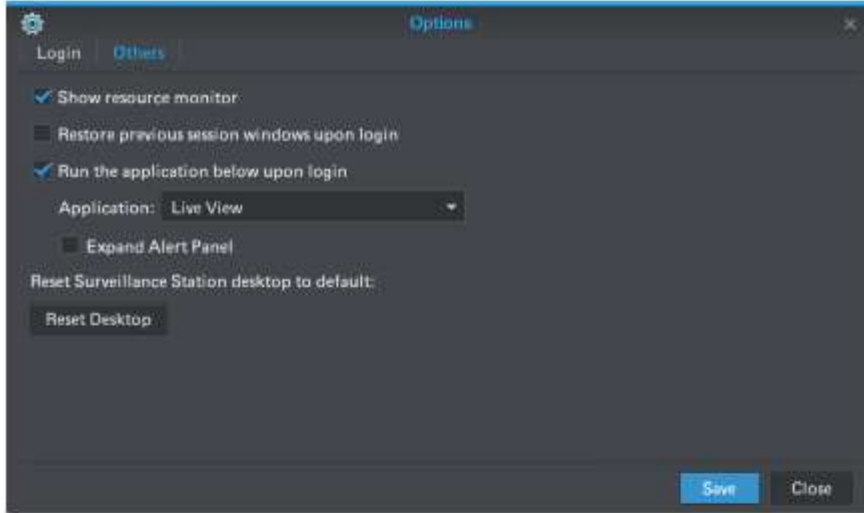 Options
Login
Others
Show resource monitor
Restore previous session windows upon login
Run the application below upon login
Application: Live View
Expand Alert Panel
Reset Surveillance Station desktop to default:
Reset Desktop
Save
Close